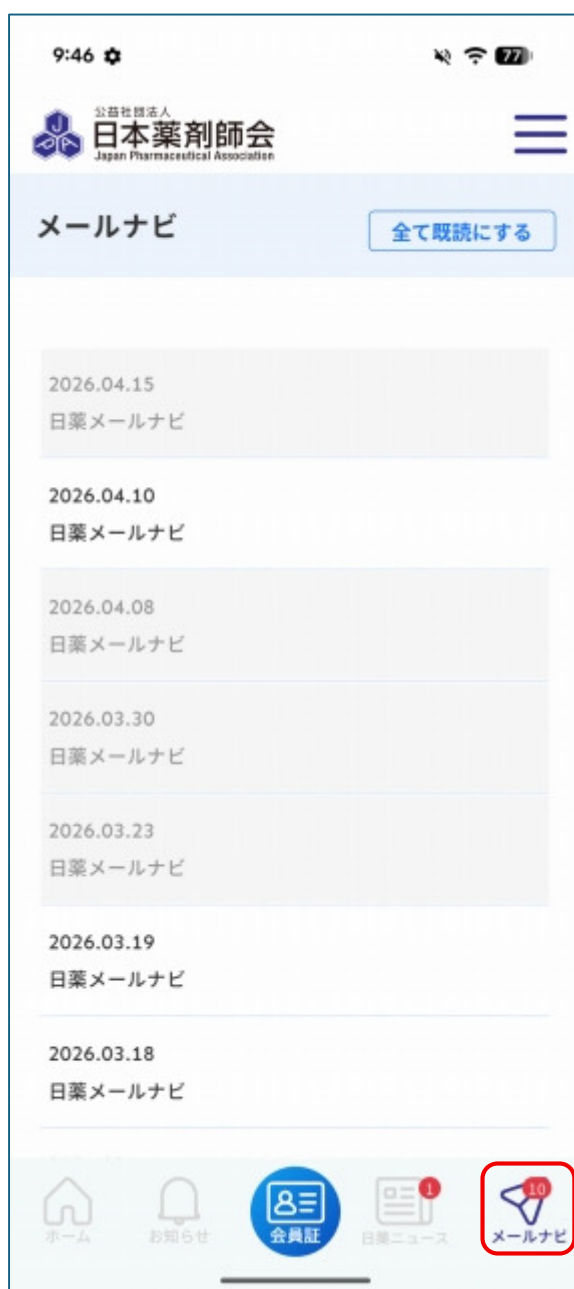 9:46
77
公益社団法人
日本薬剤師会
Japan Pharmaceutical Association
メールナビ
全て既読にする
2026.04.15
日薬メールナビ
2026.04.10
日薬メールナビ
2026.04.08
日薬メールナビ
2026.03.30
日薬メールナビ
2026.03.23
日薬メールナビ
2026.03.19
日薬メールナビ
2026.03.18
日薬メールナビ
1
10
ホーム
お知らせ
会員証
日薬ニュース
メールナビ